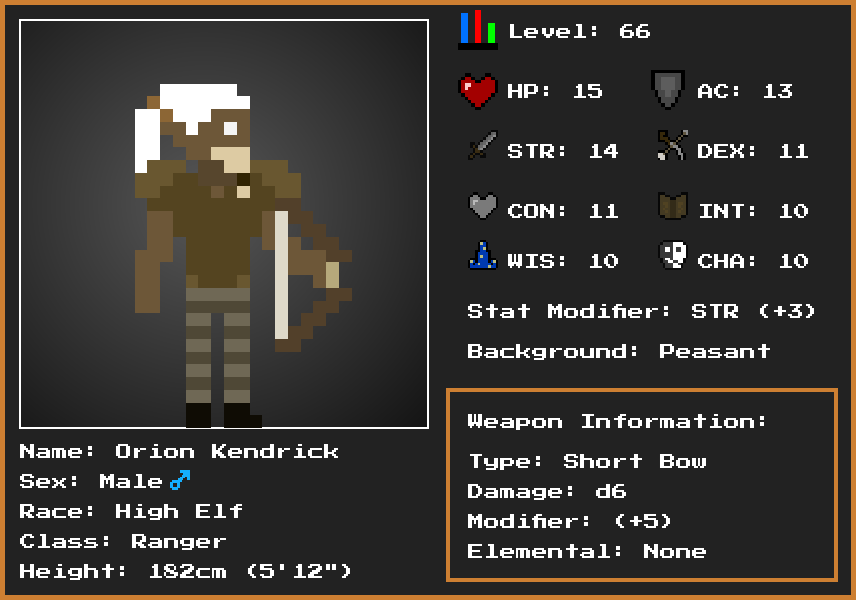 Level: 66
HP: 15 AC: 13
STR: 14 DEX: 11
CON: 11 INT: 10
WIS: 10 CHA: 10
Stat Modifier: STR (+3)
Background: Peasant
Weapon Information:
Type: Short Bow
Damage: d6
Modifier: (+5)
Elemental: None
Name: Orion Kendrick
Sex: Male♂
Race: High Elf
Class: Ranger
Height: 182cm (5'12")